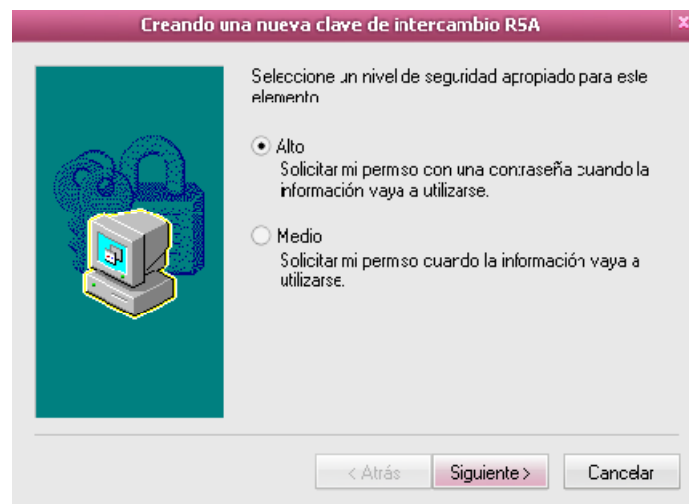 Creando una nueva clave de intercambio RSA
Seleccione un nivel de seguridad apropiado para este
elemento
Alto
Solicitar mi permiso con una contraseña cuando la
información vaya a utilizarse.
Medio
Solicitar mi permiso cuando la información vaya a
utilizarse.
< Atrás
Siguiente >
Cancelar